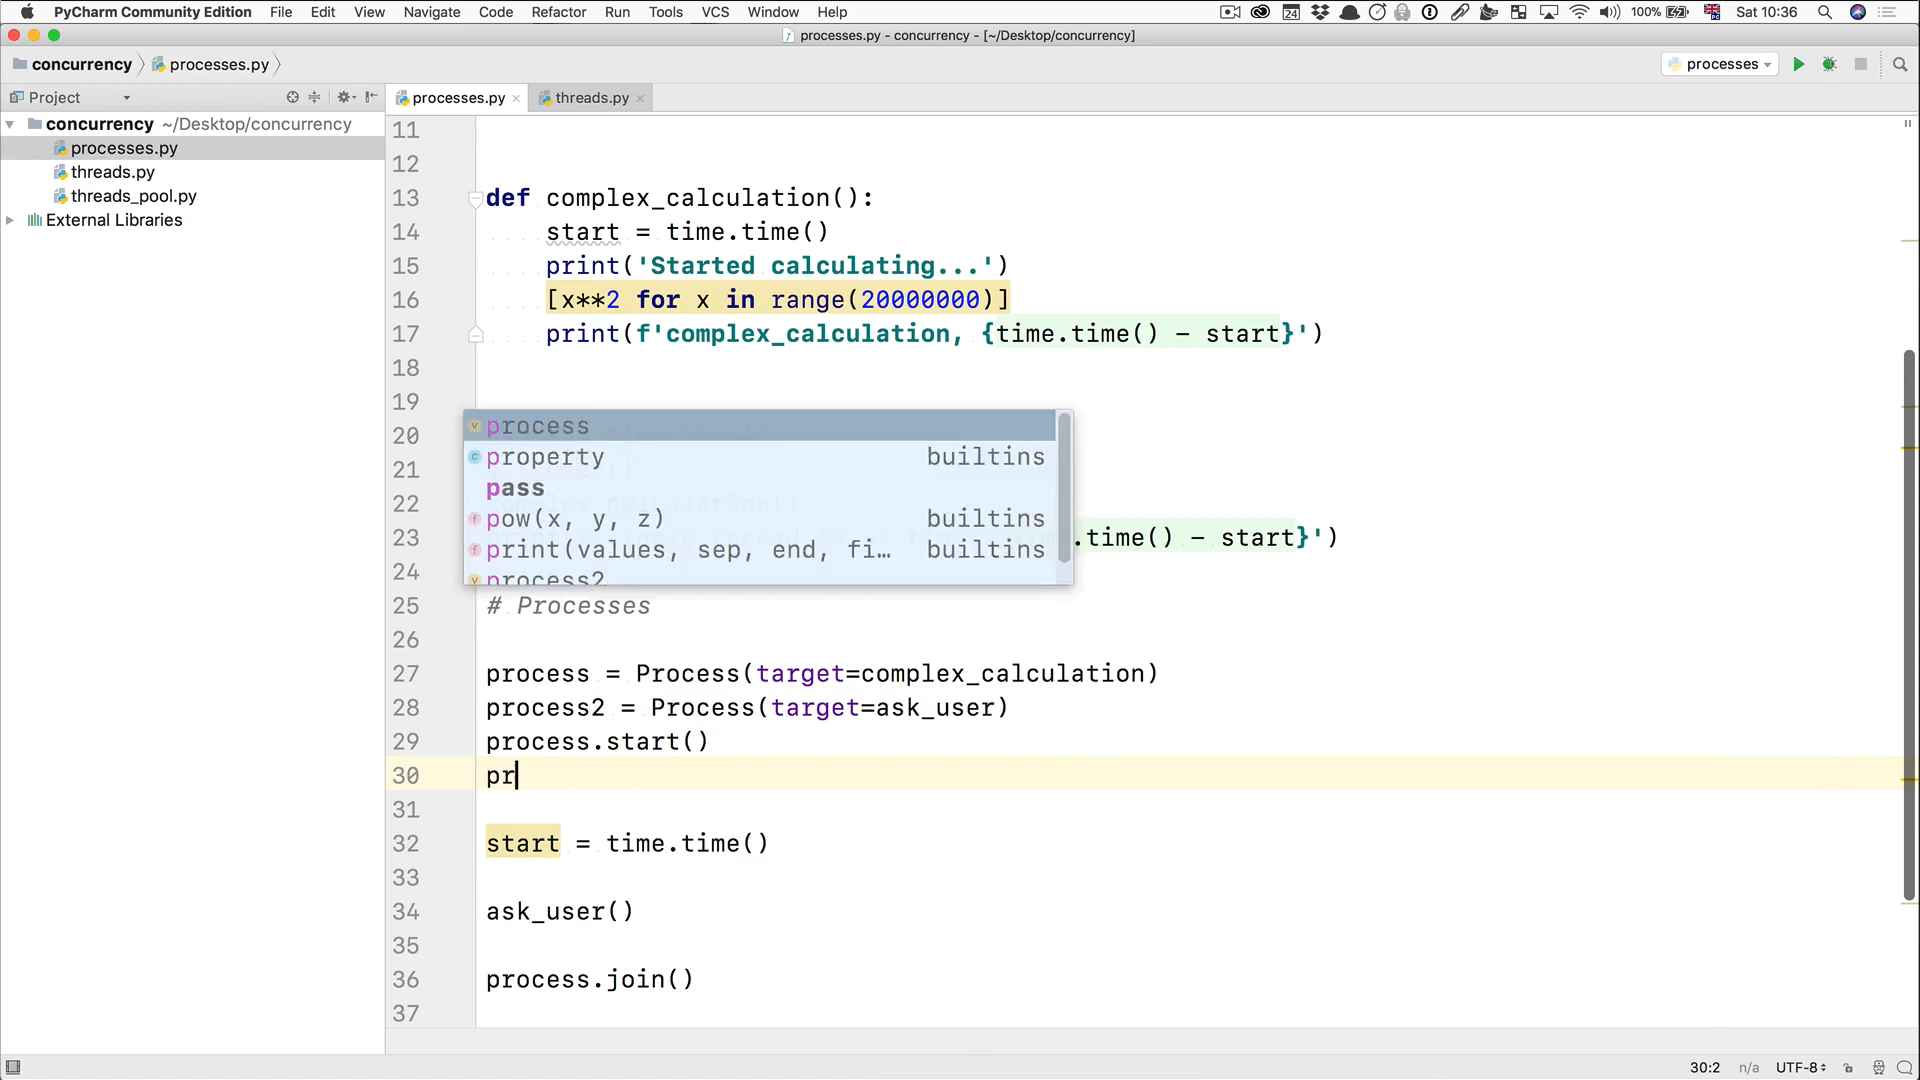 PyCharm Community Edition File Edit View Navigate Code Refactor Run Tools VCS Window Help 24 100% Sat 10:36
processes.py - concurrency - [~/Desktop/concurrency]
concurrency processes.py processes
Project processes.py threads.py
concurrency ~/Desktop/concurrency
processes.py
threads.py
threads_pool.py
External Libraries
11
12
13 def complex_calculation():
14 start = time.time()
15 print('Started calculating...')
16 [x**2 for x in range(20000000)]
17 print(f'complex_calculation, {time.time() - start}')
18
19
20
21
22
23 .time() - start}')
24
process
property builtins
pass
pow(x, y, z) builtins
print(values, sep, end, fi… builtins
process2
25 # Processes
26
27 process = Process(target=complex_calculation)
28 process2 = Process(target=ask_user)
29 process.start()
30 pr
31
32 start = time.time()
33
34 ask_user()
35
36 process.join()
37
30:2 n/a UTF-8